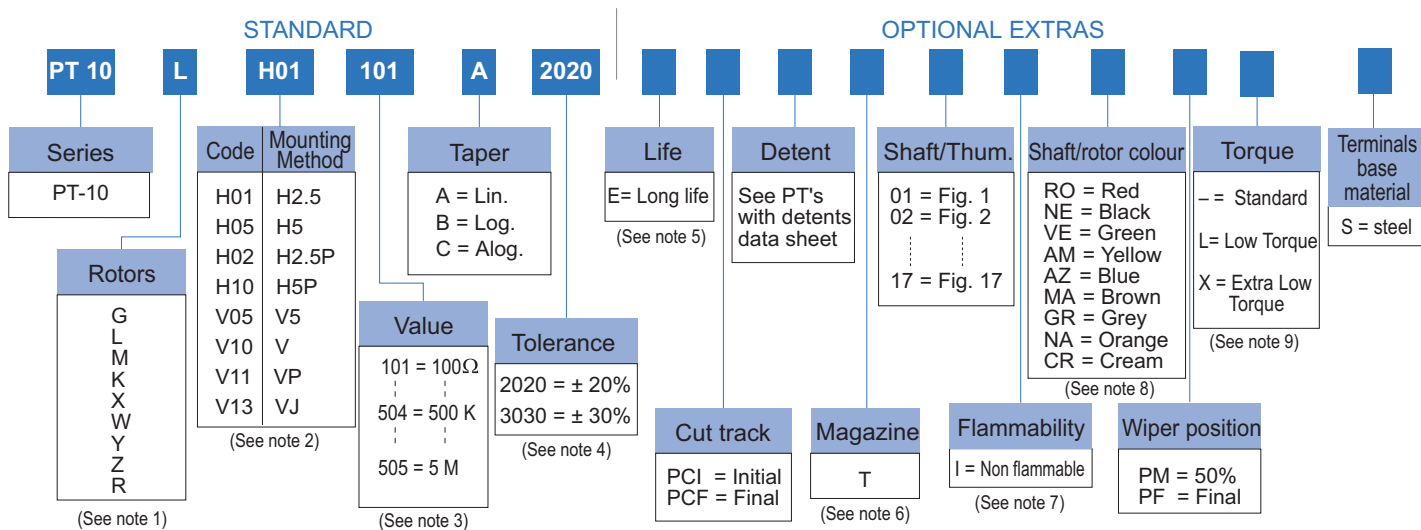 STANDARD
OPTIONAL EXTRAS
PT 10
L
H01
101
A
2020
Series
PT-10
Rotors
G
L
M
K
X
W
Y
Z
R
(See note 1)
Code Mounting Method
H01 H2.5
H05 H5
H02 H2.5P
H10 H5P
V05 V5
V10 V
V11 VP
V13 VJ
(See note 2)
Value
101 = 100Ω
504 = 500 K
505 = 5 M
(See note 3)
Taper
A = Lin.
B = Log.
C = Alog.
Tolerance
2020 = ± 20%
3030 = ± 30%
(See note 4)
Life
E= Long life
(See note 5)
Cut track
PCI = Initial
PCF = Final
Detent
See PT's
with detents
data sheet
Magazine
T
(See note 6)
Shaft/Thum.
01 = Fig. 1
02 = Fig. 2
17 = Fig. 17
Flammability
I = Non flammable
(See note 7)
Shaft/rotor colour
RO = Red
NE = Black
VE = Green
AM = Yellow
AZ = Blue
MA = Brown
GR = Grey
NA = Orange
CR = Cream
(See note 8)
Wiper position
PM = 50%
PF = Final
Torque
– = Standard
L= Low Torque
X = Extra Low
Torque
(See note 9)
Terminals
base
material
S = steel